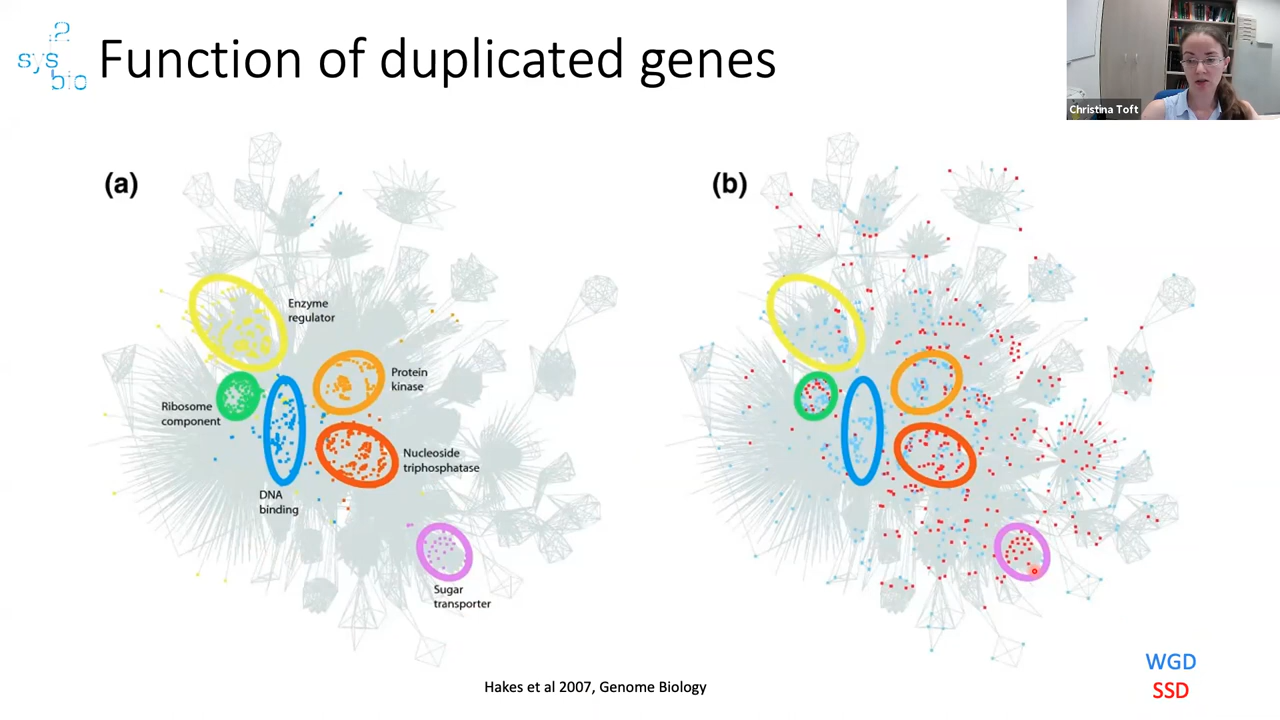 i2
sys
bio
Function of duplicated genes
Christina Toft
(a)
Enzyme
regulator
Protein
kinase
Ribosome
component
Nucleoside
triphosphatase
DNA
binding
Sugar
transporter
(b)
WGD
SSD
Hakes et al 2007, Genome Biology